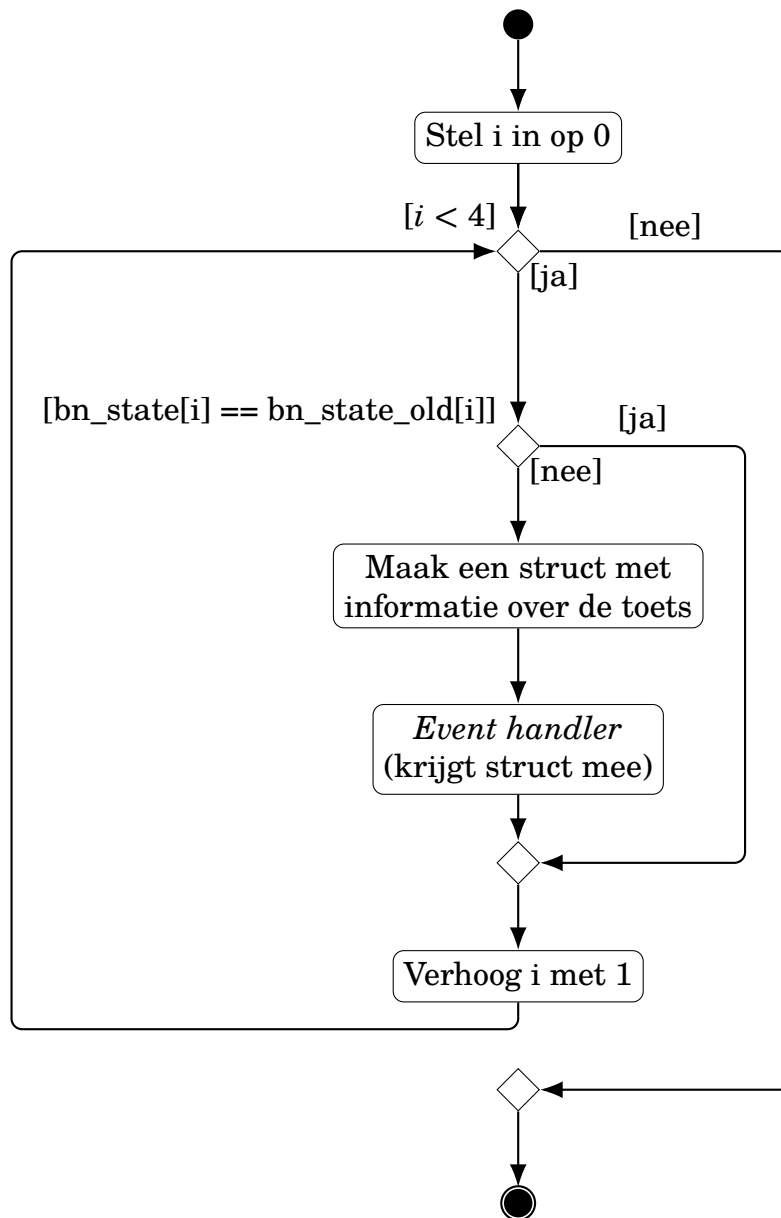 Stel i in op 0
[i < 4]
[nee]
[ja]
[bn_state[i] == bn_state_old[i]]
[ja]
[nee]
Maak een struct met
informatie over de toets
Event handler
(krijgt struct mee)
Verhoog i met 1